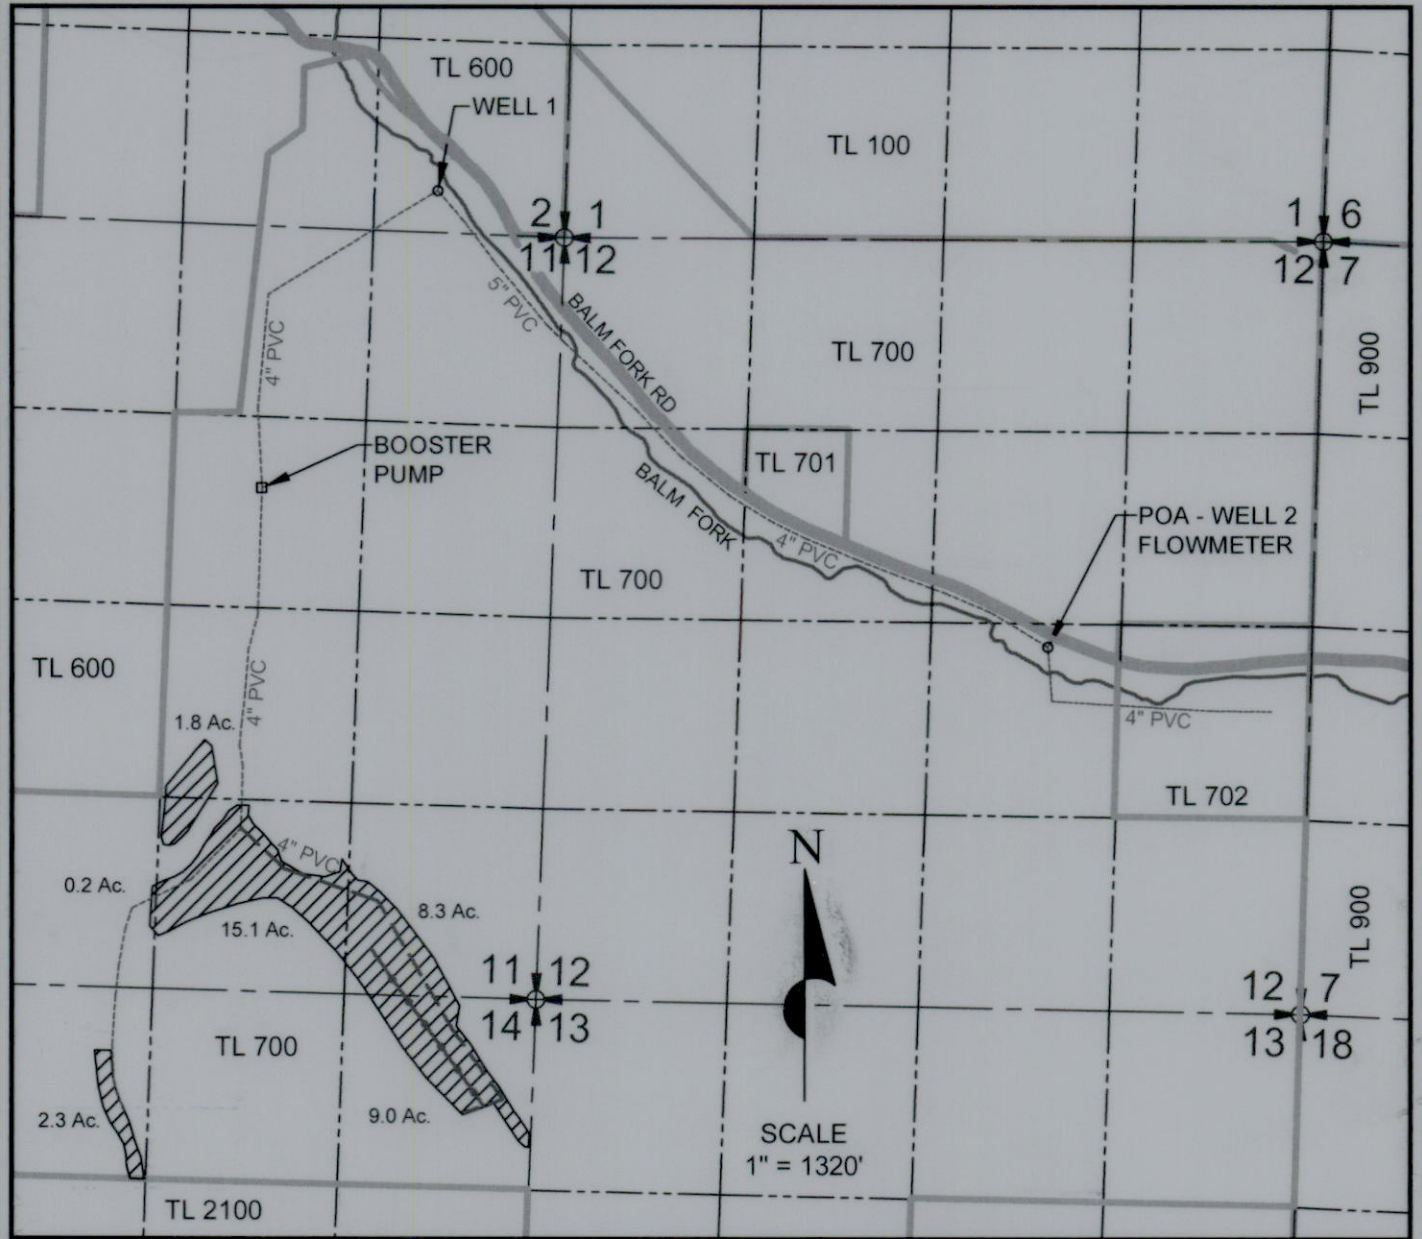 TL 600
WELL 1
TL 100
2 1
11 12
1 6
12 7
5" PVC
BALM FORK RD
TL 700
TL 900
4" PVC
BOOSTER
PUMP
TL 701
BALM FORK
4" PVC
POA - WELL 2
FLOWMETER
TL 700
TL 600
4" PVC
1.8 Ac.
4" PVC
TL 702
N
4" PVC
0.2 Ac.
8.3 Ac.
15.1 Ac.
TL 900
11 12
14 13
12 7
13 18
TL 700
2.3 Ac.
9.0 Ac.
SCALE
1" = 1320'
TL 2100